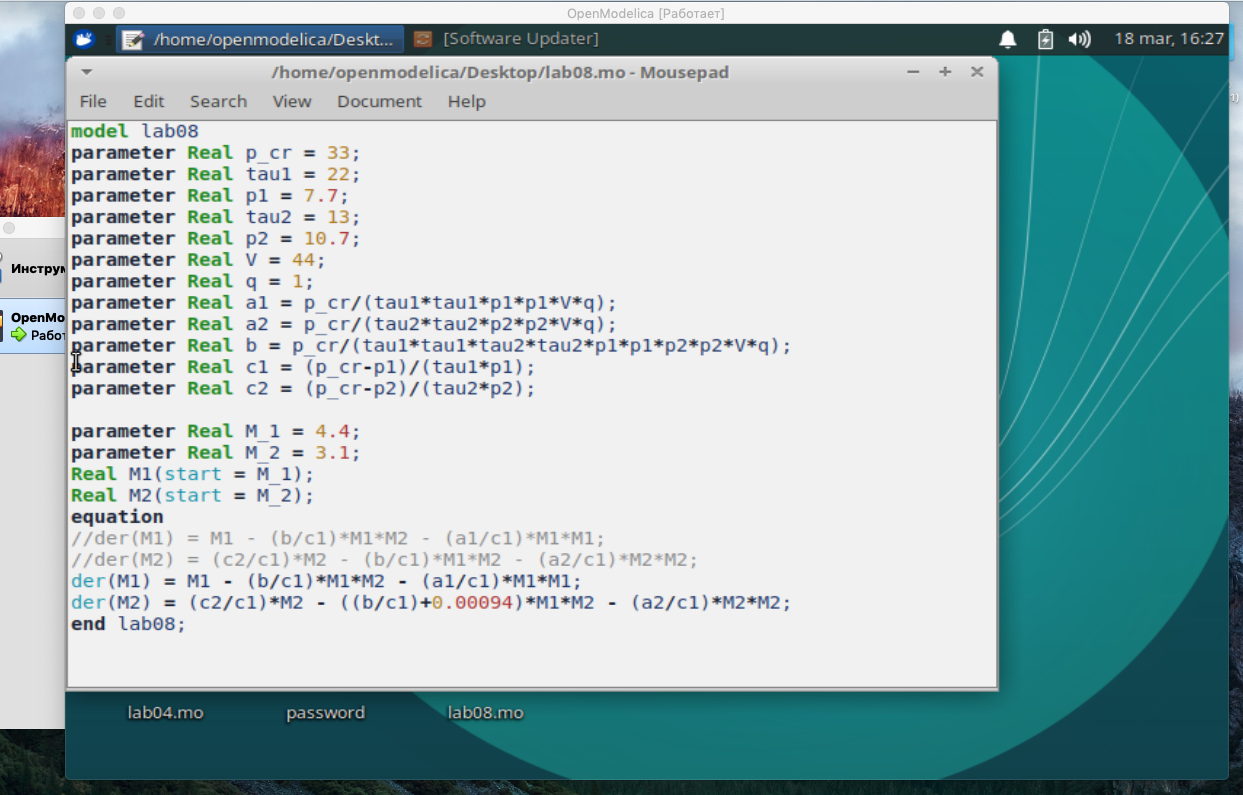 OpenModelica [Работает]
/home/openmodelica/Deskt... [Software Updater] 18 mar, 16:27
/home/openmodelica/Desktop/lab08.mo - Mousepad
File Edit Search View Document Help
model lab08
parameter Real p_cr = 33;
parameter Real tau1 = 22;
parameter Real p1 = 7.7;
parameter Real tau2 = 13;
parameter Real p2 = 10.7;
parameter Real V = 44;
parameter Real q = 1;
parameter Real a1 = p_cr/(tau1*tau1*p1*p1*V*q);
parameter Real a2 = p_cr/(tau2*tau2*p2*p2*V*q);
parameter Real b = p_cr/(tau1*tau1*tau2*tau2*p1*p1*p2*p2*V*q);
parameter Real c1 = (p_cr-p1)/(tau1*p1);
parameter Real c2 = (p_cr-p2)/(tau2*p2);
parameter Real M_1 = 4.4;
parameter Real M_2 = 3.1;
Real M1(start = M_1);
Real M2(start = M_2);
equation
//der(M1) = M1 - (b/c1)*M1*M2 - (a1/c1)*M1*M1;
//der(M2) = (c2/c1)*M2 - (b/c1)*M1*M2 - (a2/c1)*M2*M2;
der(M1) = M1 - (b/c1)*M1*M2 - (a1/c1)*M1*M1;
der(M2) = (c2/c1)*M2 - ((b/c1)+0.00094)*M1*M2 - (a2/c1)*M2*M2;
end lab08;
Инструм
OpenMo
Работ
lab04.mo password lab08.mo